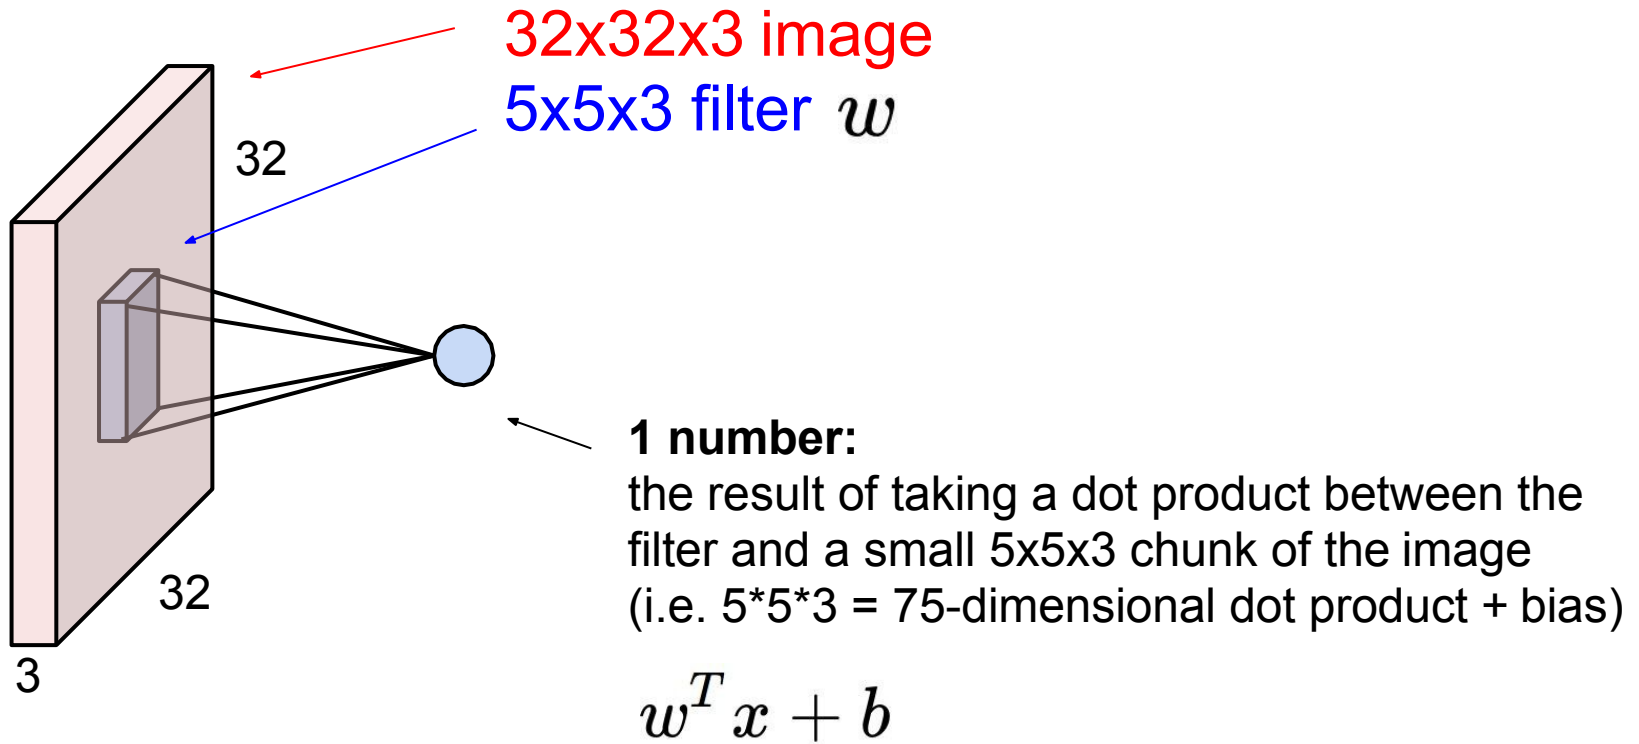 32x32x3 image
5x5x3 filter w
32
32
3
1 number:
the result of taking a dot product between the
filter and a small 5x5x3 chunk of the image
(i.e. 5*5*3 = 75-dimensional dot product + bias)
w^T x + b